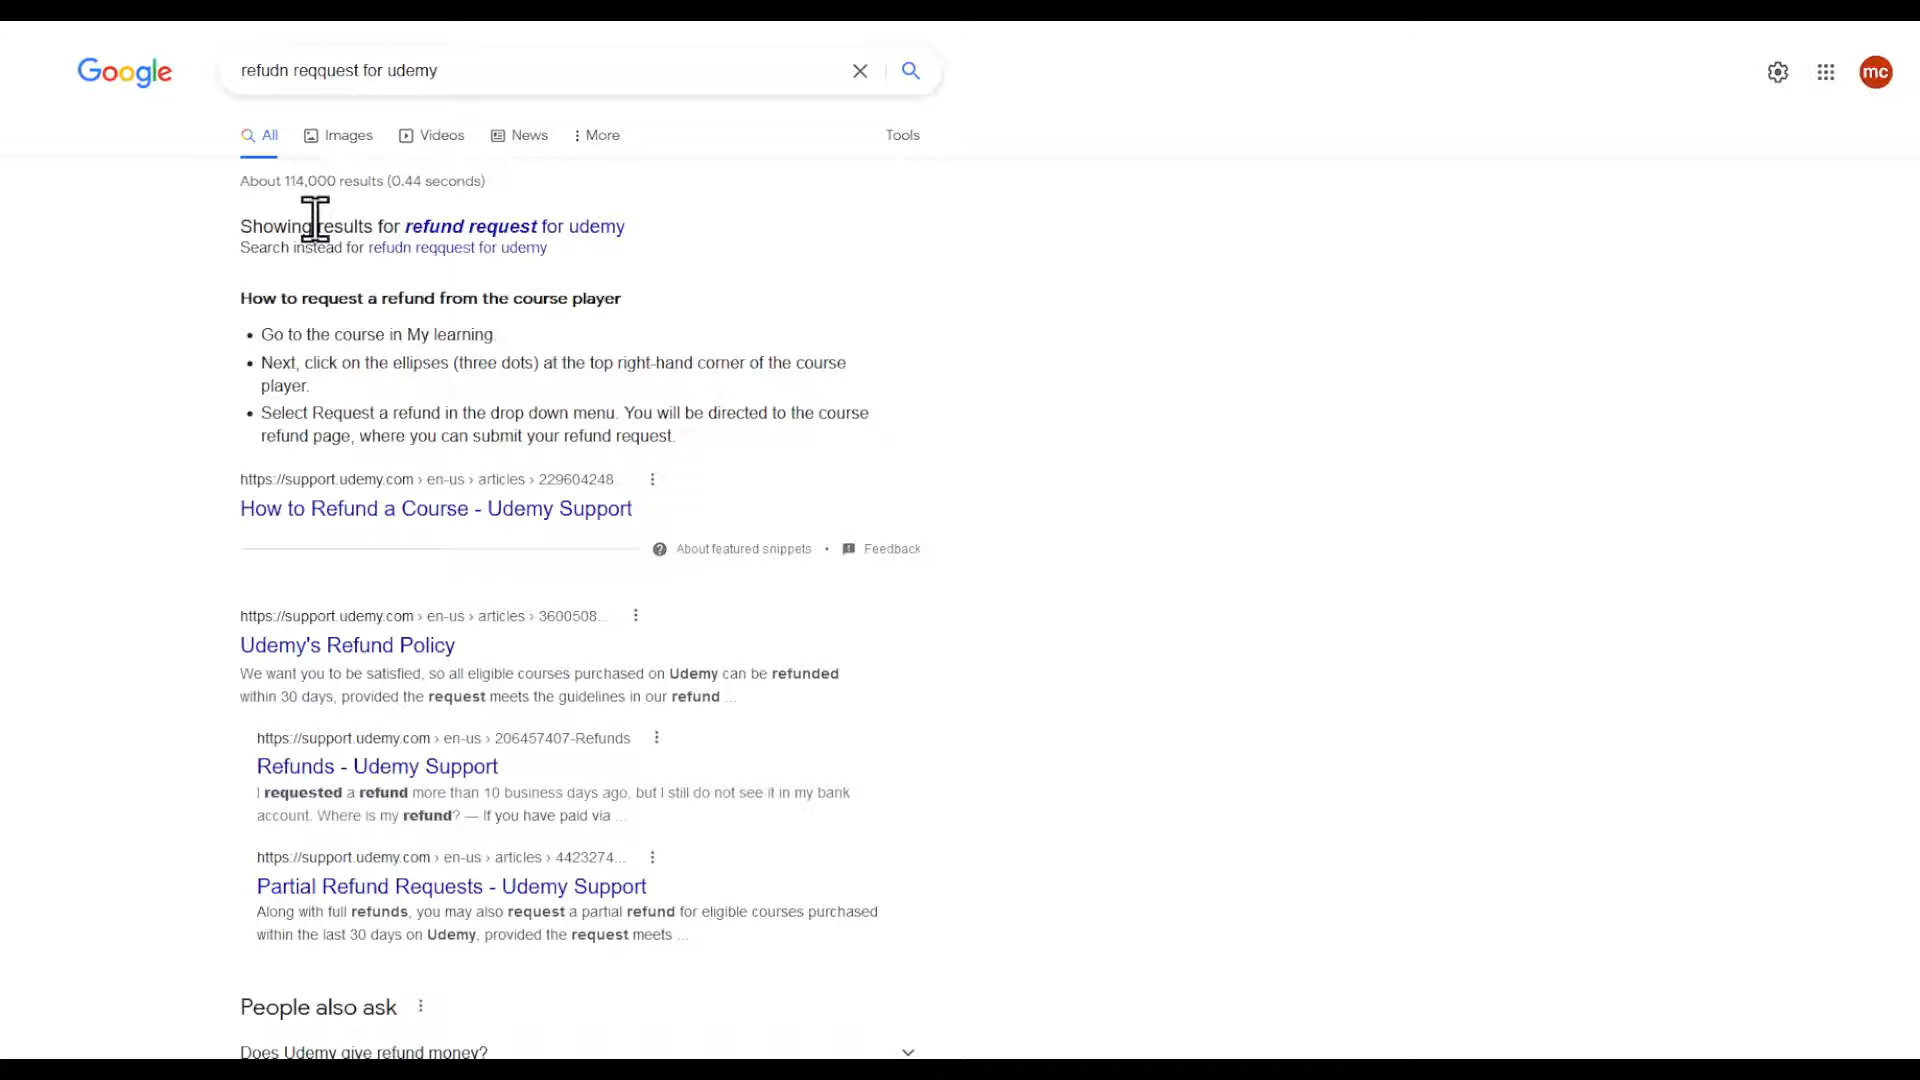 Google
refudn reqquest for udemy
mc
All
Images
Videos
News
More
Tools
About 114,000 results (0.44 seconds)
Showing results for refund request for udemy
Search instead for refudn reqquest for udemy
How to request a refund from the course player
• Go to the course in My learning.
• Next, click on the ellipses (three dots) at the top right-hand corner of the course
player.
• Select Request a refund in the drop down menu. You will be directed to the course
refund page, where you can submit your refund request.
https://support.udemy.com › en-us › articles › 229604248
How to Refund a Course - Udemy Support
About featured snippets • Feedback
https://support.udemy.com › en-us › articles › 3600508...
Udemy's Refund Policy
We want you to be satisfied, so all eligible courses purchased on Udemy can be refunded
within 30 days, provided the request meets the guidelines in our refund ...
https://support.udemy.com › en-us › 206457407-Refunds
Refunds - Udemy Support
I requested a refund more than 10 business days ago, but I still do not see it in my bank
account. Where is my refund? — If you have paid via ...
https://support.udemy.com › en-us › articles › 4423274...
Partial Refund Requests - Udemy Support
Along with full refunds, you may also request a partial refund for eligible courses purchased
within the last 30 days on Udemy, provided the request meets ...
People also ask
Does Udemy give refund money?